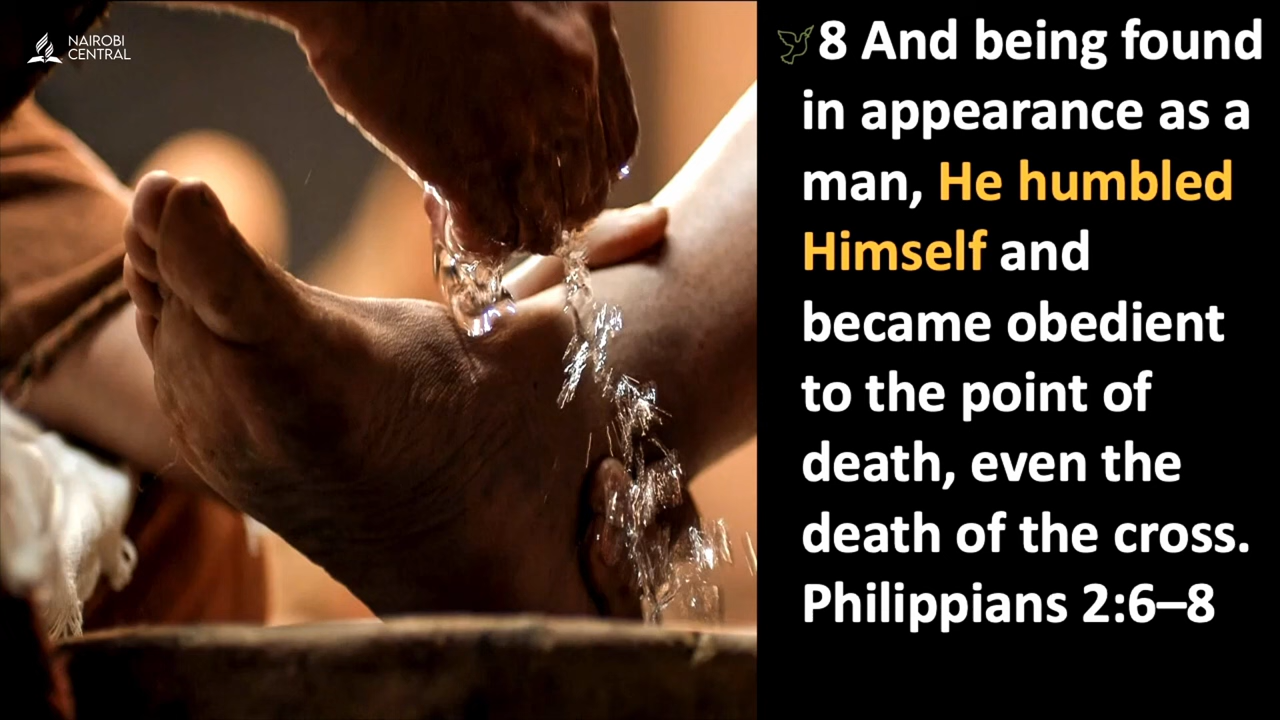 NAIROBI
CENTRAL
8 And being found
in appearance as a
man, He humbled
Himself and
became obedient
to the point of
death, even the
death of the cross.
Philippians 2:6–8